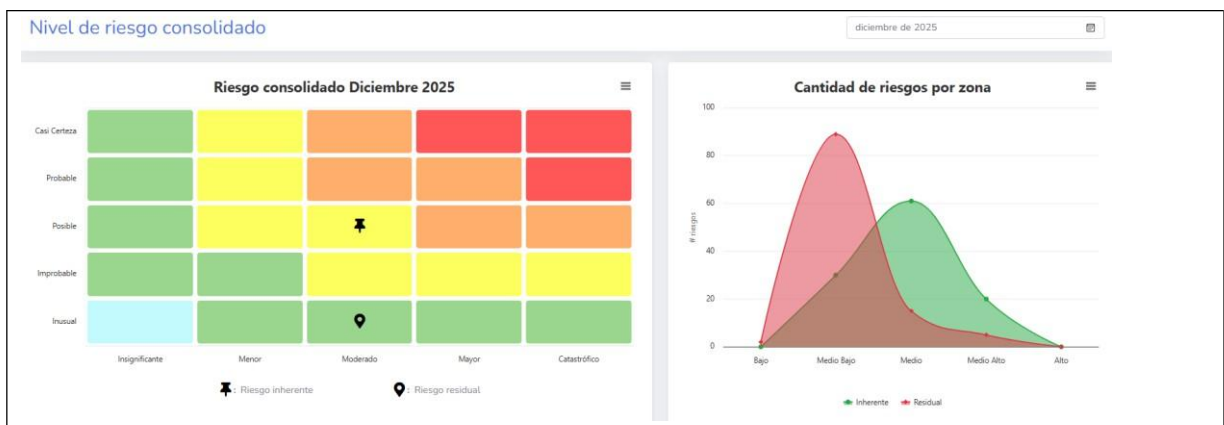 Nivel de riesgo consolidado
diciembre de 2025
Riesgo consolidado Diciembre 2025
Casi Certeza
Probable
Posible
Improbable
Inusual
Insignificante Menor Moderado Mayor Catastrófico
: Riesgo inherente : Riesgo residual
Cantidad de riesgos por zona
# riesgos
100
80
60
40
20
0
Bajo Medio Bajo Medio Medio Alto Alto
Inherente Residual